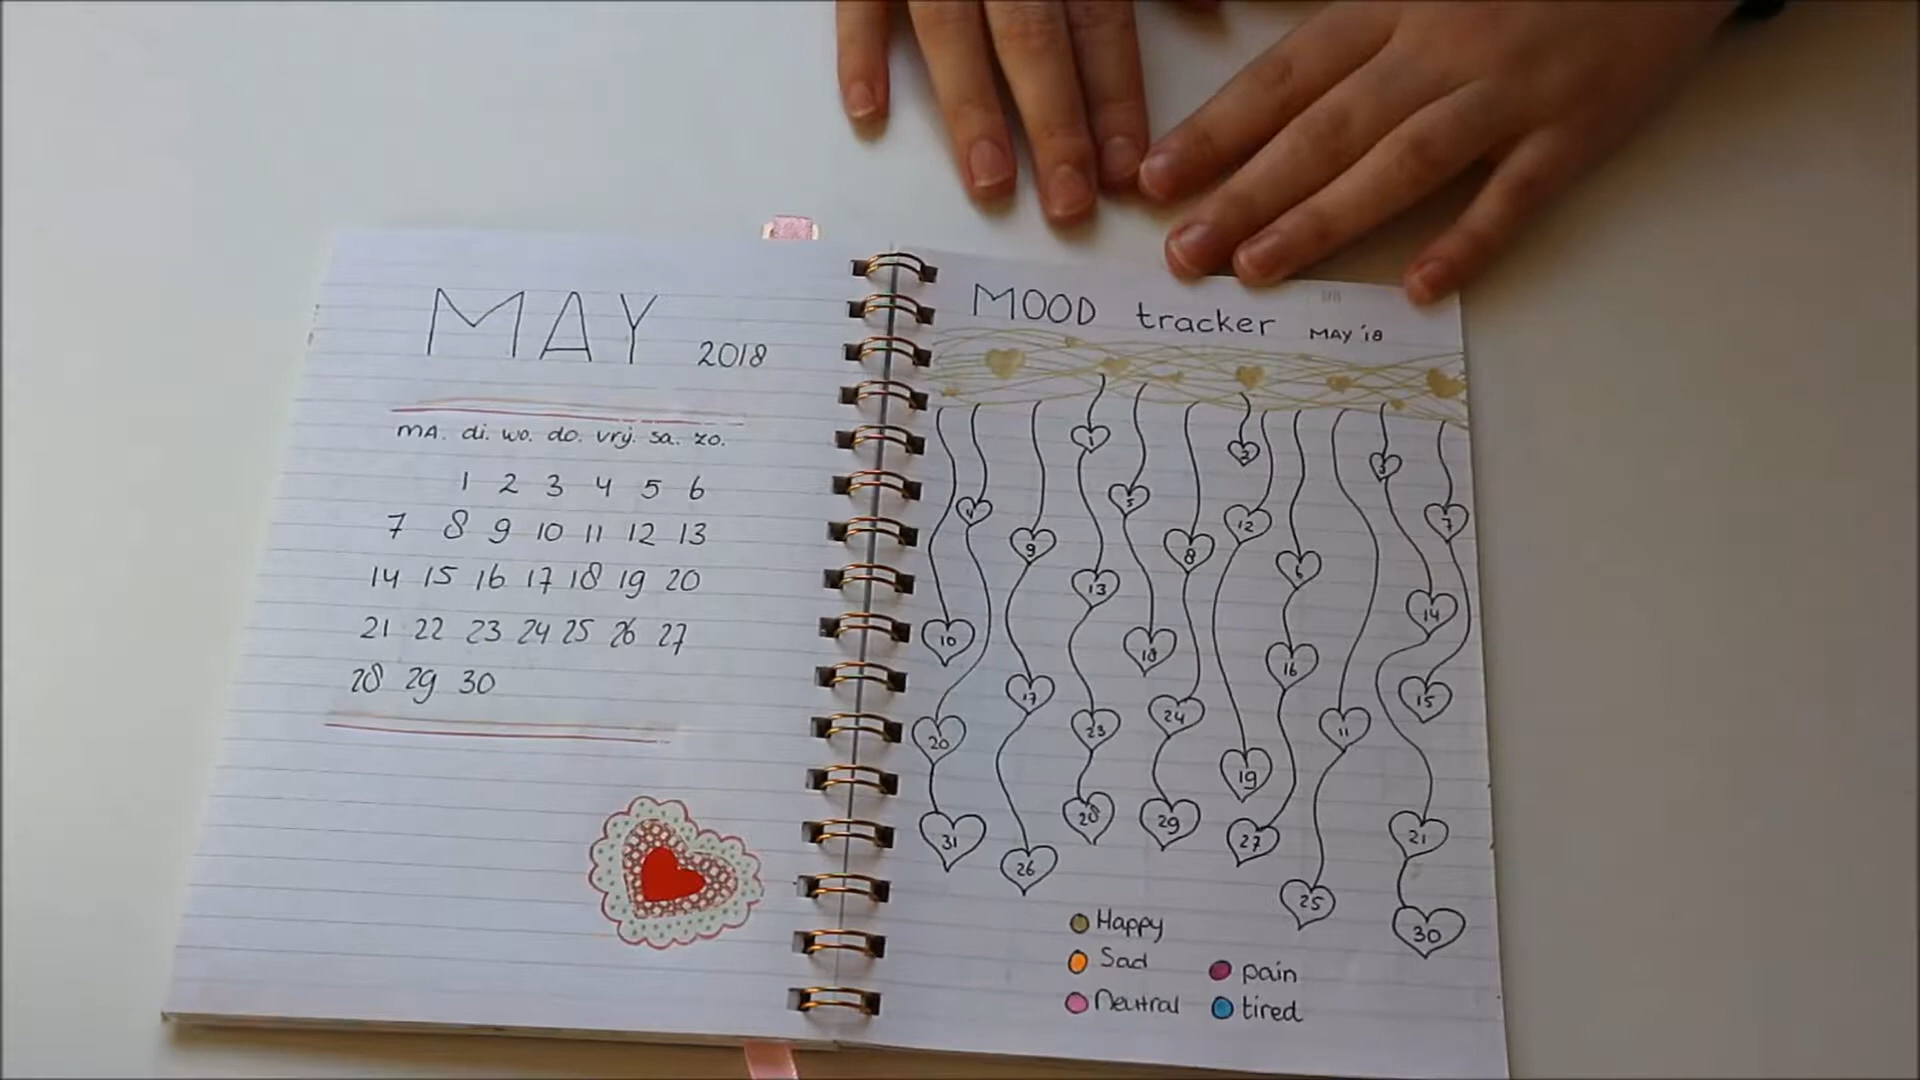 MAY 2018
MA. di. wo. do. vrij. sa. zo.
1 2 3 4 5 6
7 8 9 10 11 12 13
14 15 16 17 18 19 20
21 22 23 24 25 26 27
28 29 30
MOOD tracker MAY '18
1
2
3
4
5
7
12
9
8
6
13
14
10
18
16
17
15
24
11
23
20
19
28
29
21
27
31
26
25
30
Happy
Sad
pain
Neutral
tired